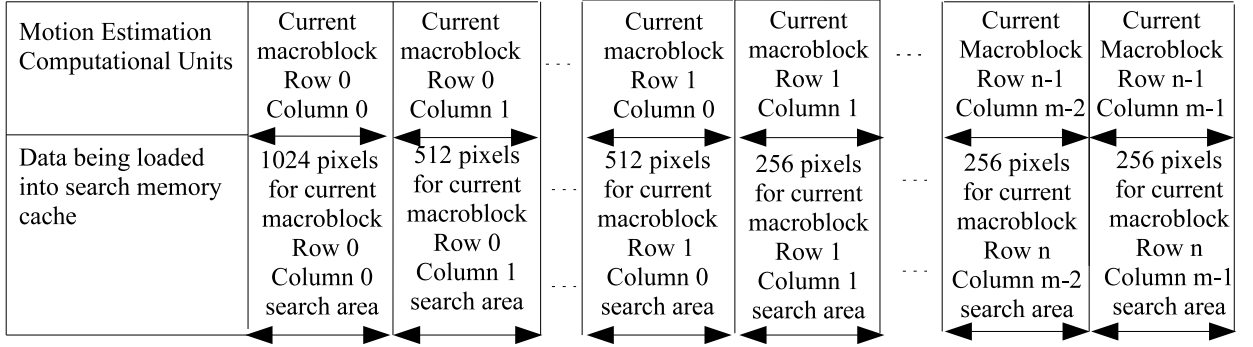 Motion Estimation
Computational Units
Current
macroblock
Row 0
Column 0
Current
macroblock
Row 0
Column 1
...
Current
macroblock
Row 1
Column 0
Current
macroblock
Row 1
Column 1
...
Current
Macroblock
Row n-1
Column m-2
Current
Macroblock
Row n-1
Column m-1
Data being loaded
into search memory
cache
1024 pixels
for current
macroblock
Row 0
Column 0
search area
512 pixels
for current
macroblock
Row 0
Column 1
search area
...
...
512 pixels
for current
macroblock
Row 1
Column 0
search area
256 pixels
for current
macroblock
Row 1
Column 1
search area
...
...
256 pixels
for current
macroblock
Row n
Column m-2
search area
256 pixels
for current
macroblock
Row n
Column m-1
search area